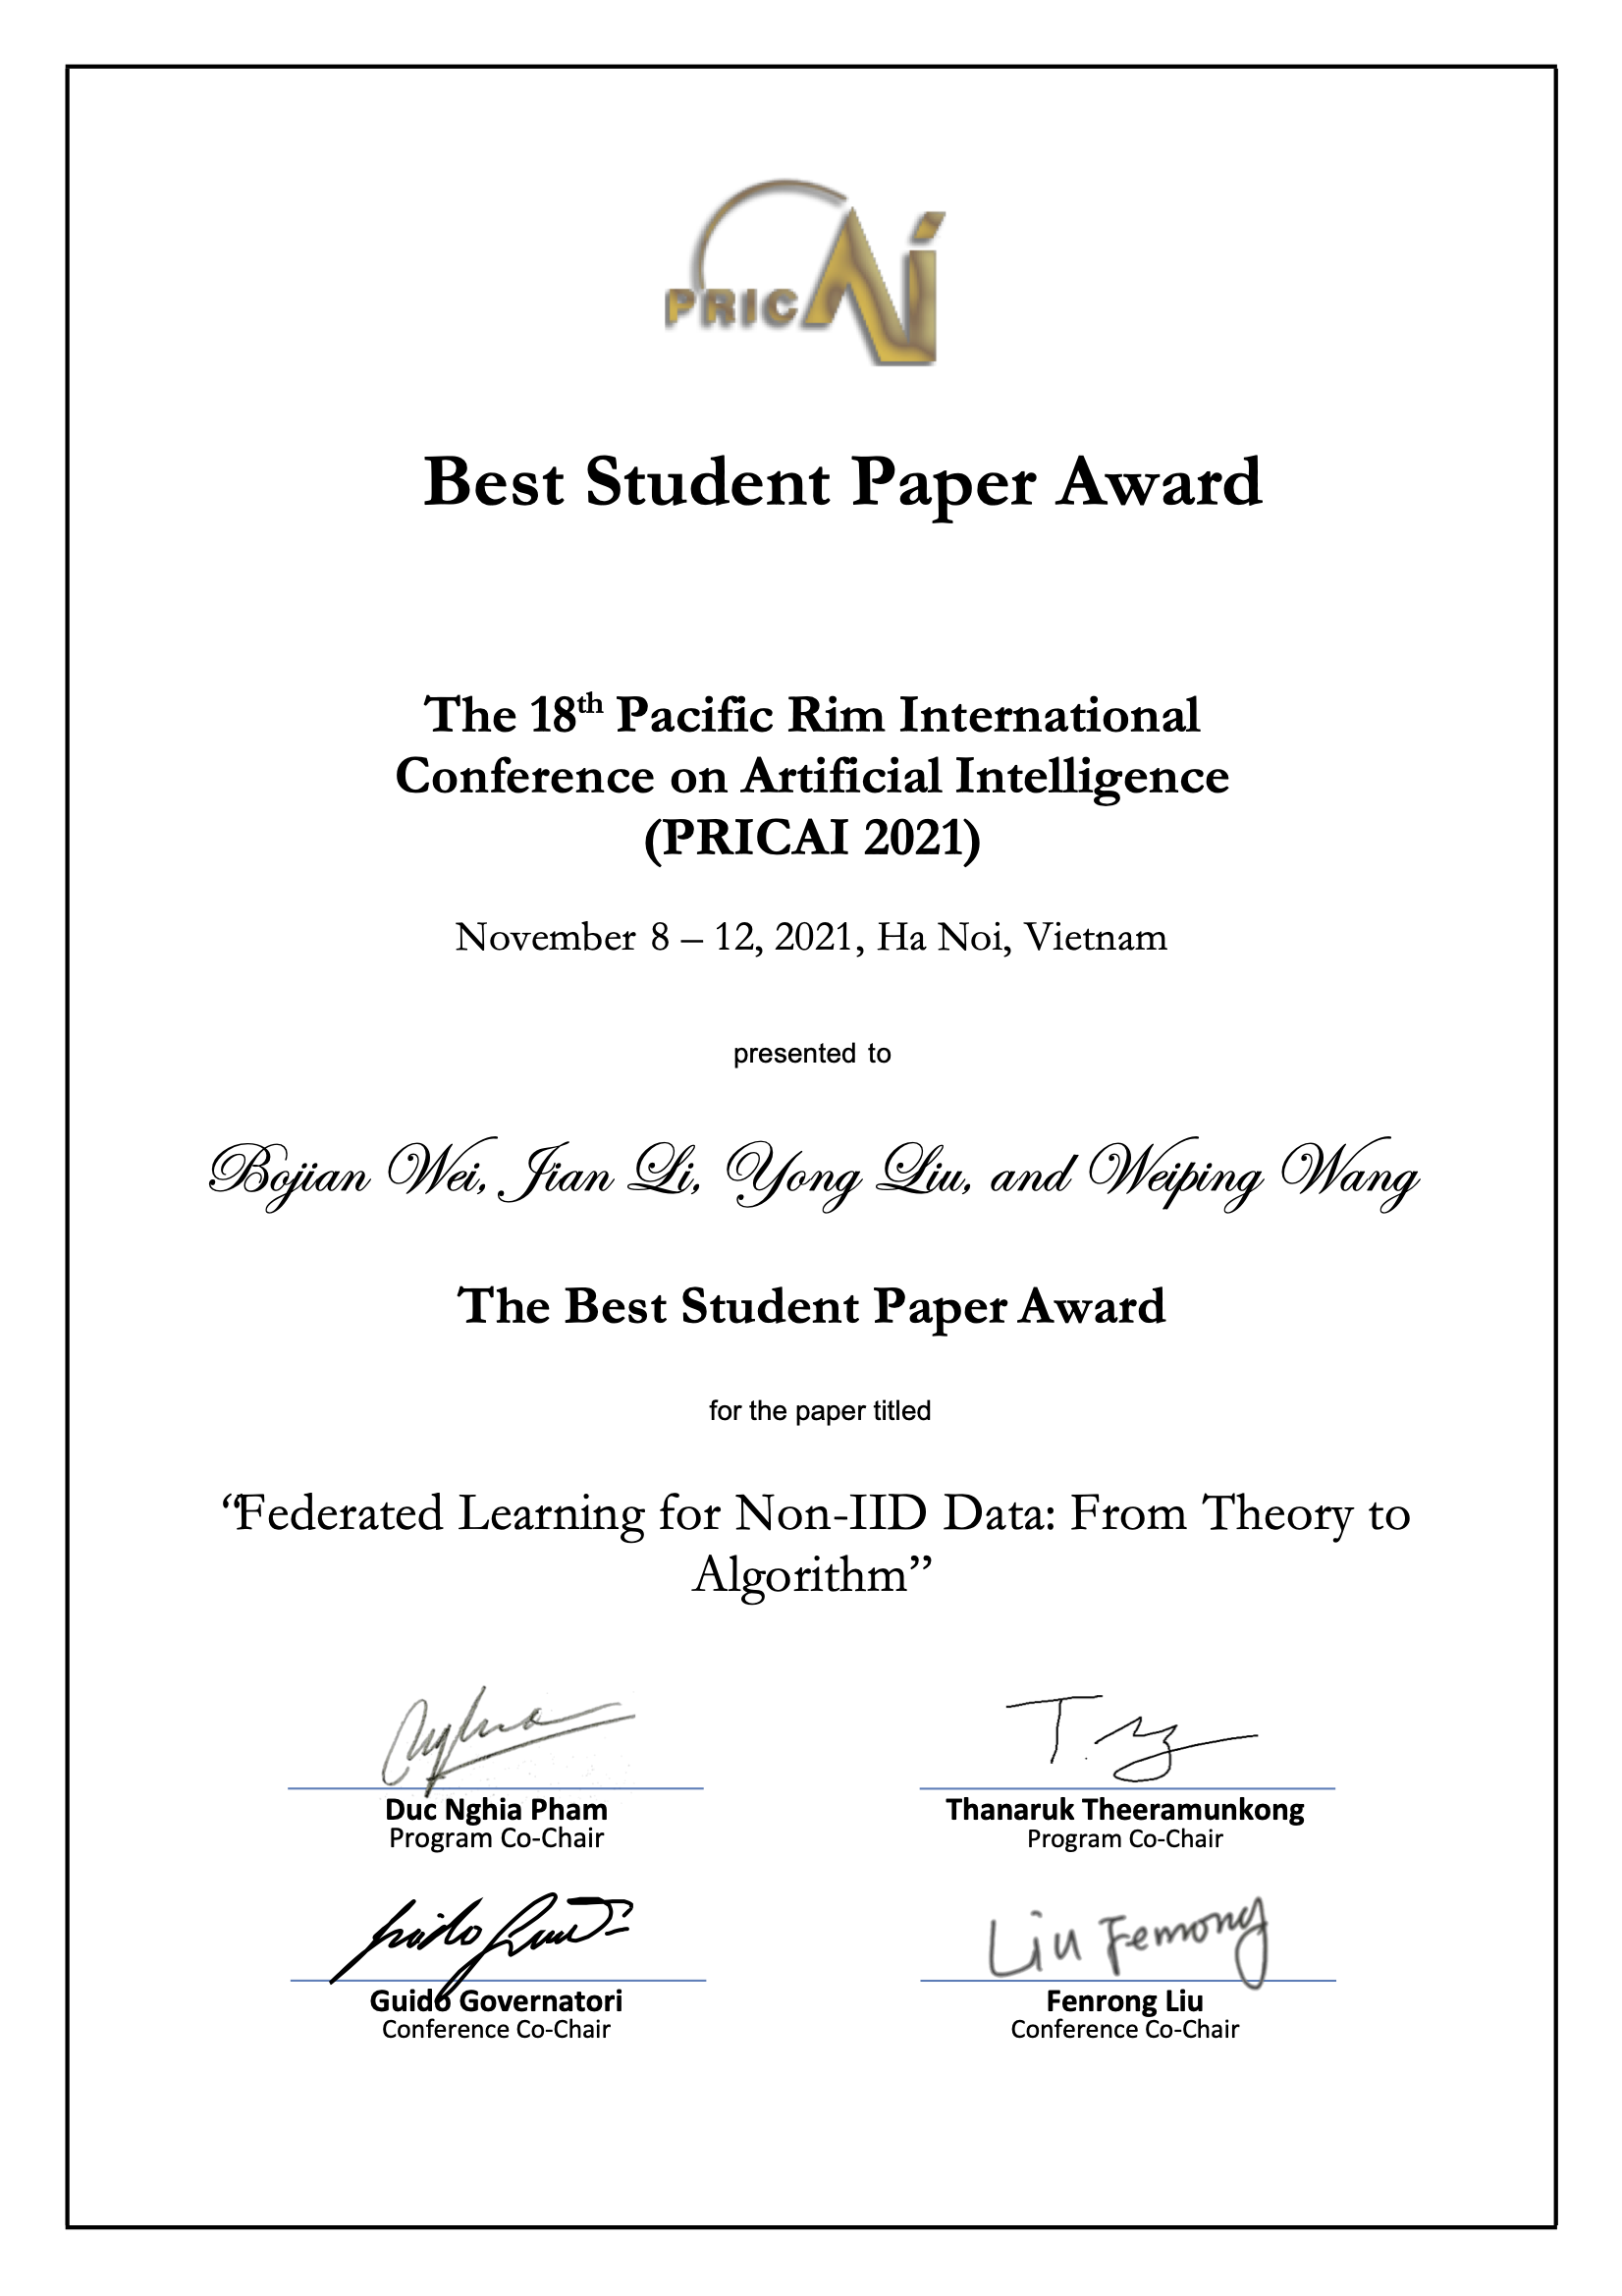 PRICAI
Best Student Paper Award
The 18th Pacific Rim International
Conference on Artificial Intelligence
(PRICAI 2021)
November 8 – 12, 2021, Ha Noi, Vietnam
presented to
Bojian Wei, Jian Li, Yong Liu, and Weiping Wang
The Best Student Paper Award
for the paper titled
“Federated Learning for Non-IID Data: From Theory to
Algorithm”
Duc Nghia Pham
Program Co-Chair
Thanaruk Theeramunkong
Program Co-Chair
Liu Fenrong
Guido Governatori
Conference Co-Chair
Fenrong Liu
Conference Co-Chair